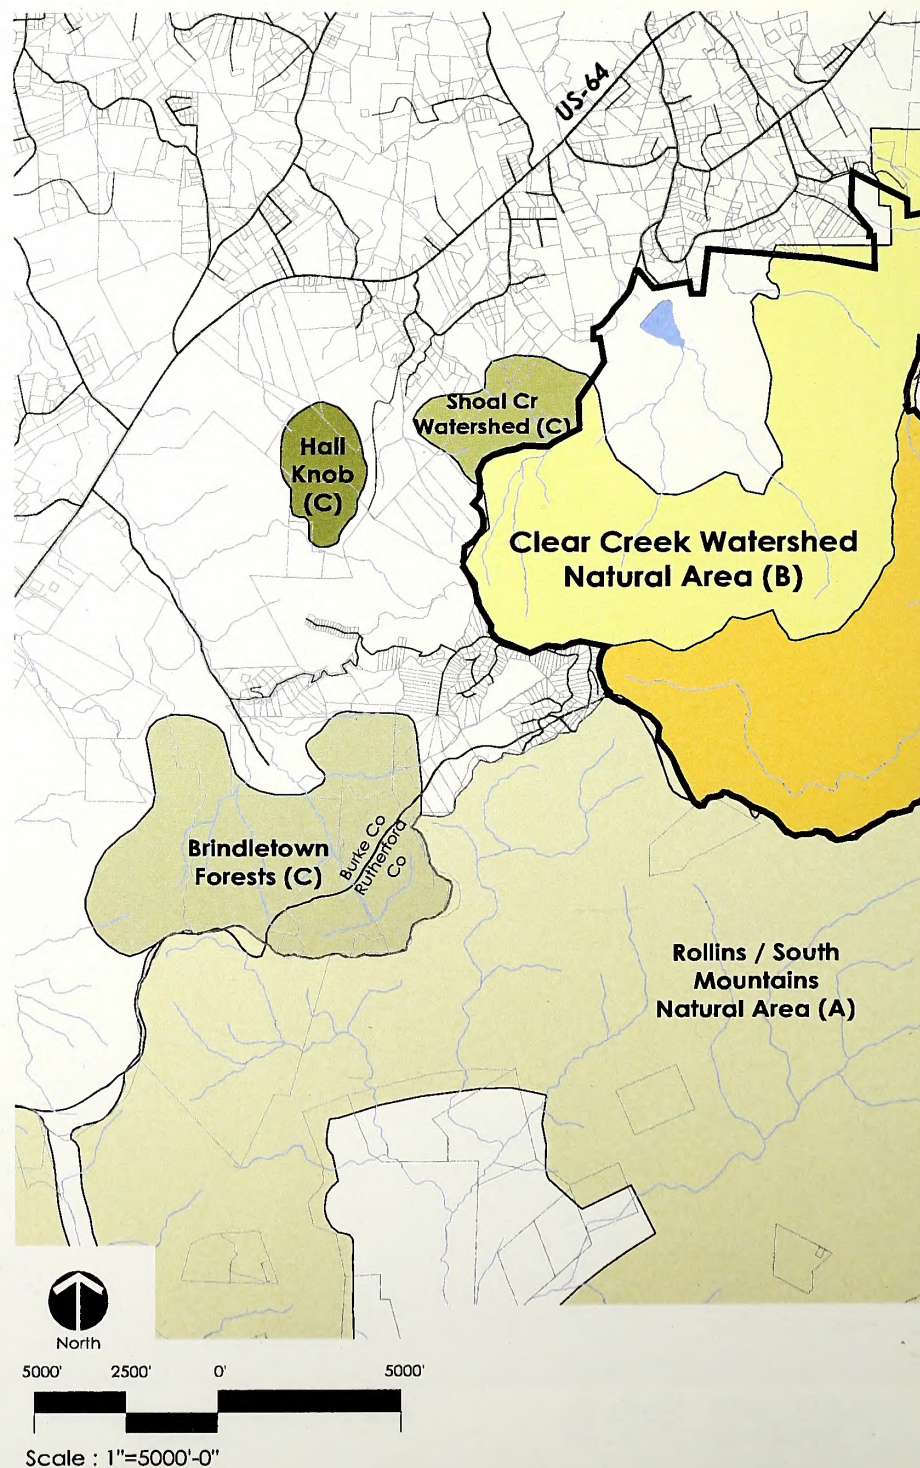 US-64
Shoal Cr
Watershed (C)
Hall
Knob
(C)
Clear Creek Watershed
Natural Area (B)
Brindletown
Forests (C)
Burke Co
Rutherford
Co
Rollins / South
Mountains
Natural Area (A)
North
5000' 2500' 0' 5000'
Scale : 1"=5000'-0"